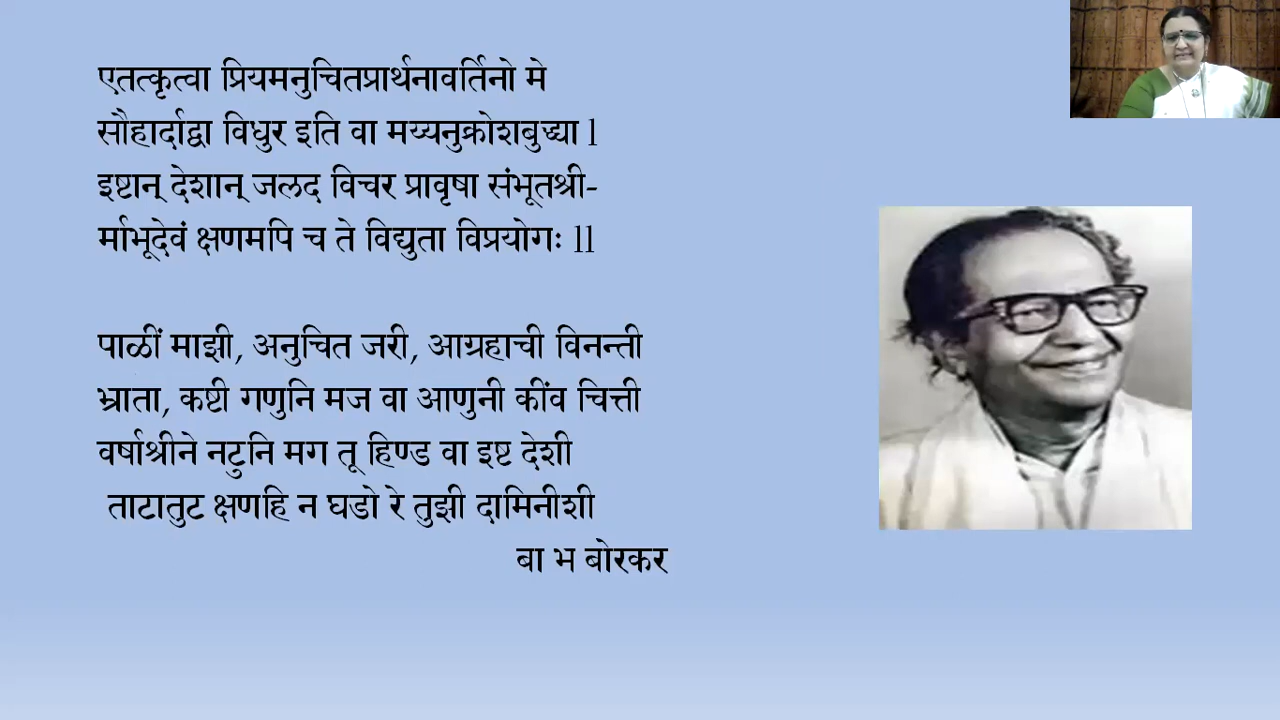 एतत्कृत्वा प्रियमनुचितप्रार्थनावर्तिनो मे
सौहार्दाद्वा विधुर इति वा मय्यनुक्रोशबुद्ध्या l
इष्टान् देशान् जलद विचर प्रावृषा संभूतश्री-
र्माभूदेवं क्षणमपि च ते विद्युता विप्रयोगः ll
पाळीं माझी, अनुचित जरी, आग्रहाची विनन्ती
भ्राता, कष्टी गणुनि मज वा आणुनी कींव चित्ती
वर्षाश्रीने नटुनि मग तू हिण्ड वा इष्ट देशी
ताटातुट क्षणहि न घडो रे तुझी दामिनीशी
बा भ बोरकर